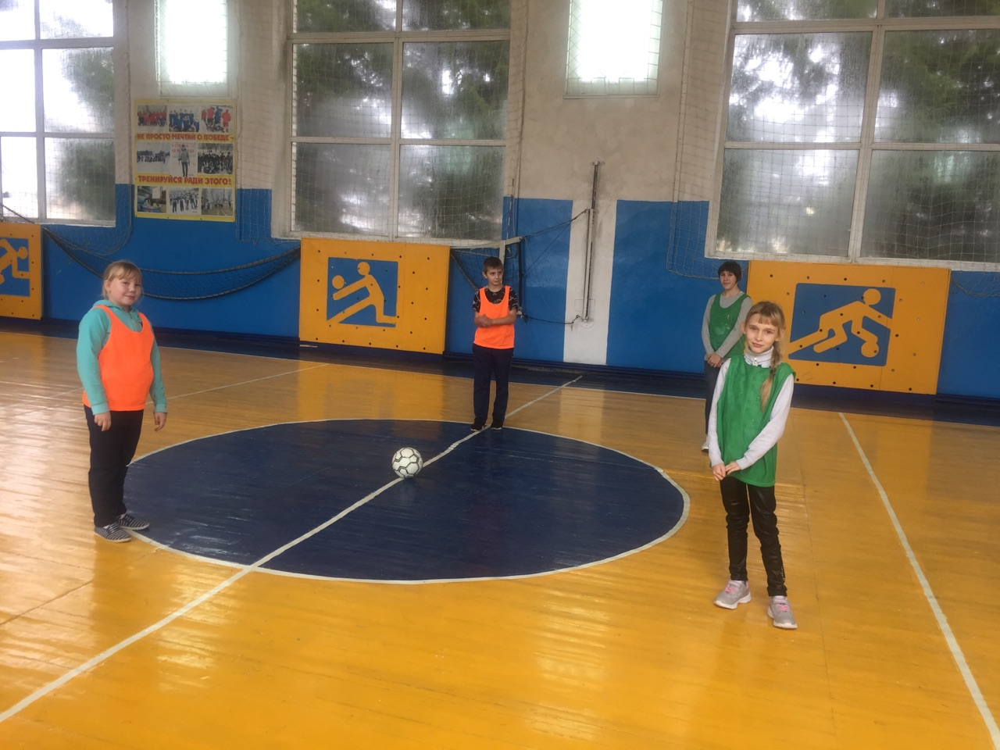 НЕ ПРОСТО МЕЧТАЙ О ПОБЕДЕ -
ТРЕНИРУЙСЯ РАДИ ЭТОГО!